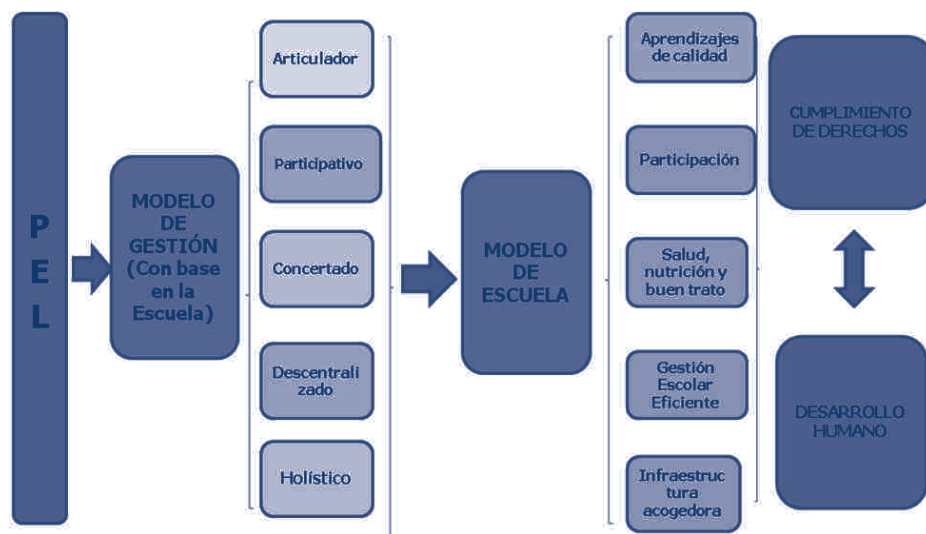 P
E
L
MODELO
DE
GESTIÓN
(Con base
en la
Escuela)
Articulador
Participativo
Concertado
Descentrali
zado
Holístico
MODELO
DE
ESCUELA
Aprendizajes
de calidad
Participación
Salud,
nutrición y
buen trato
Gestión
Escolar
Eficiente
Infraestruc
tura
acogedora
CUMPLIMIENTO
DE DERECHOS
DESARROLLO
HUMANO